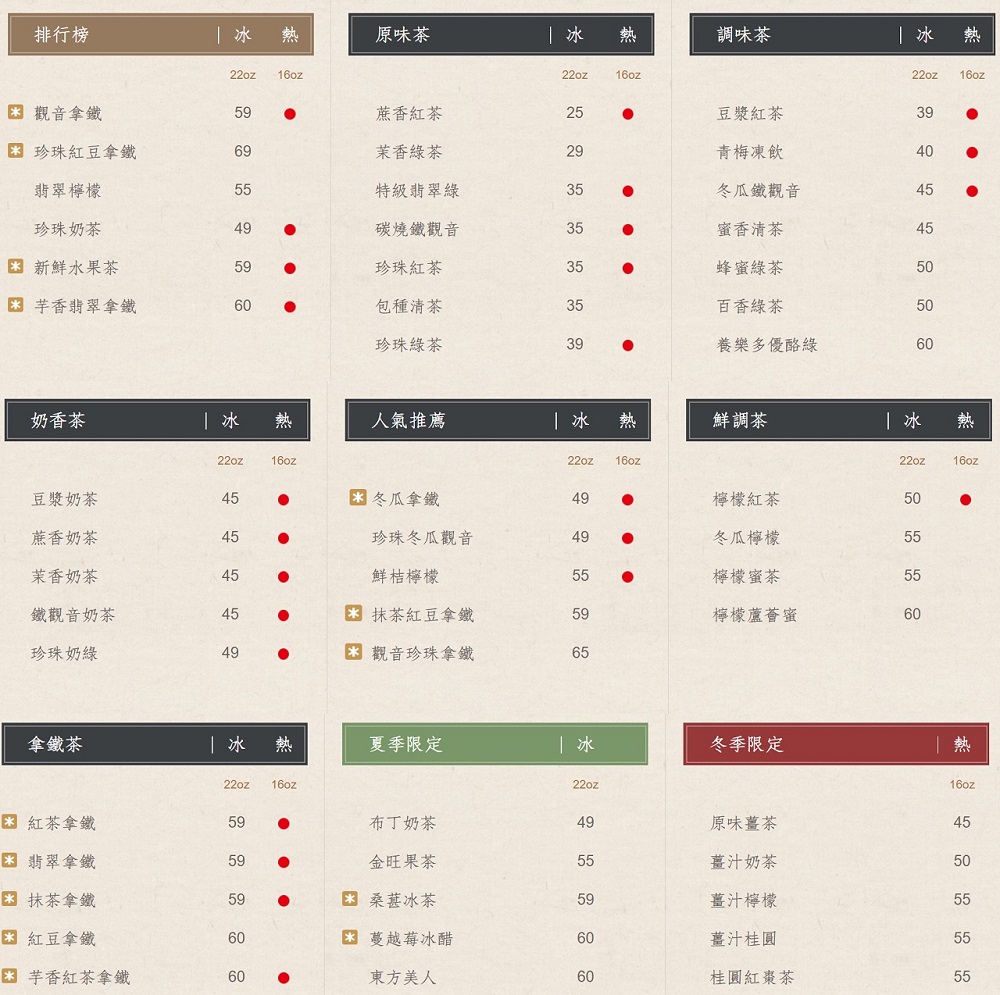 排行榜 | 冰 熱
22oz 16oz
觀音拿鐵 59
珍珠紅豆拿鐵 69
翡翠檸檬 55
珍珠奶茶 49
新鮮水果茶 59
芋香翡翠拿鐵 60
原味茶 | 冰 熱
22oz 16oz
蔗香紅茶 25
茉香綠茶 29
特級翡翠綠 35
碳燒鐵觀音 35
珍珠紅茶 35
包種清茶 35
珍珠綠茶 39
調味茶 | 冰 熱
22oz 16oz
豆漿紅茶 39
青梅凍飲 40
冬瓜鐵觀音 45
蜜香清茶 45
蜂蜜綠茶 50
百香綠茶 50
養樂多優酪綠 60
奶香茶 | 冰 熱
22oz 16oz
豆漿奶茶 45
蔗香奶茶 45
茉香奶茶 45
鐵觀音奶茶 45
珍珠奶綠 49
人氣推薦 | 冰 熱
22oz 16oz
冬瓜拿鐵 49
珍珠冬瓜觀音 49
鮮桔檸檬 55
抹茶紅豆拿鐵 59
觀音珍珠拿鐵 65
鮮調茶 | 冰 熱
22oz 16oz
檸檬紅茶 50
冬瓜檸檬 55
檸檬蜜茶 55
檸檬蘆薈蜜 60
拿鐵茶 | 冰 熱
22oz 16oz
紅茶拿鐵 59
翡翠拿鐵 59
抹茶拿鐵 59
紅豆拿鐵 60
芋香紅茶拿鐵 60
夏季限定 | 冰
22oz
布丁奶茶 49
金旺果茶 55
桑葚冰茶 59
蔓越莓冰醋 60
東方美人 60
冬季限定 | 熱
16oz
原味薑茶 45
薑汁奶茶 50
薑汁檸檬 55
薑汁桂圓 55
桂圓紅棗茶 55